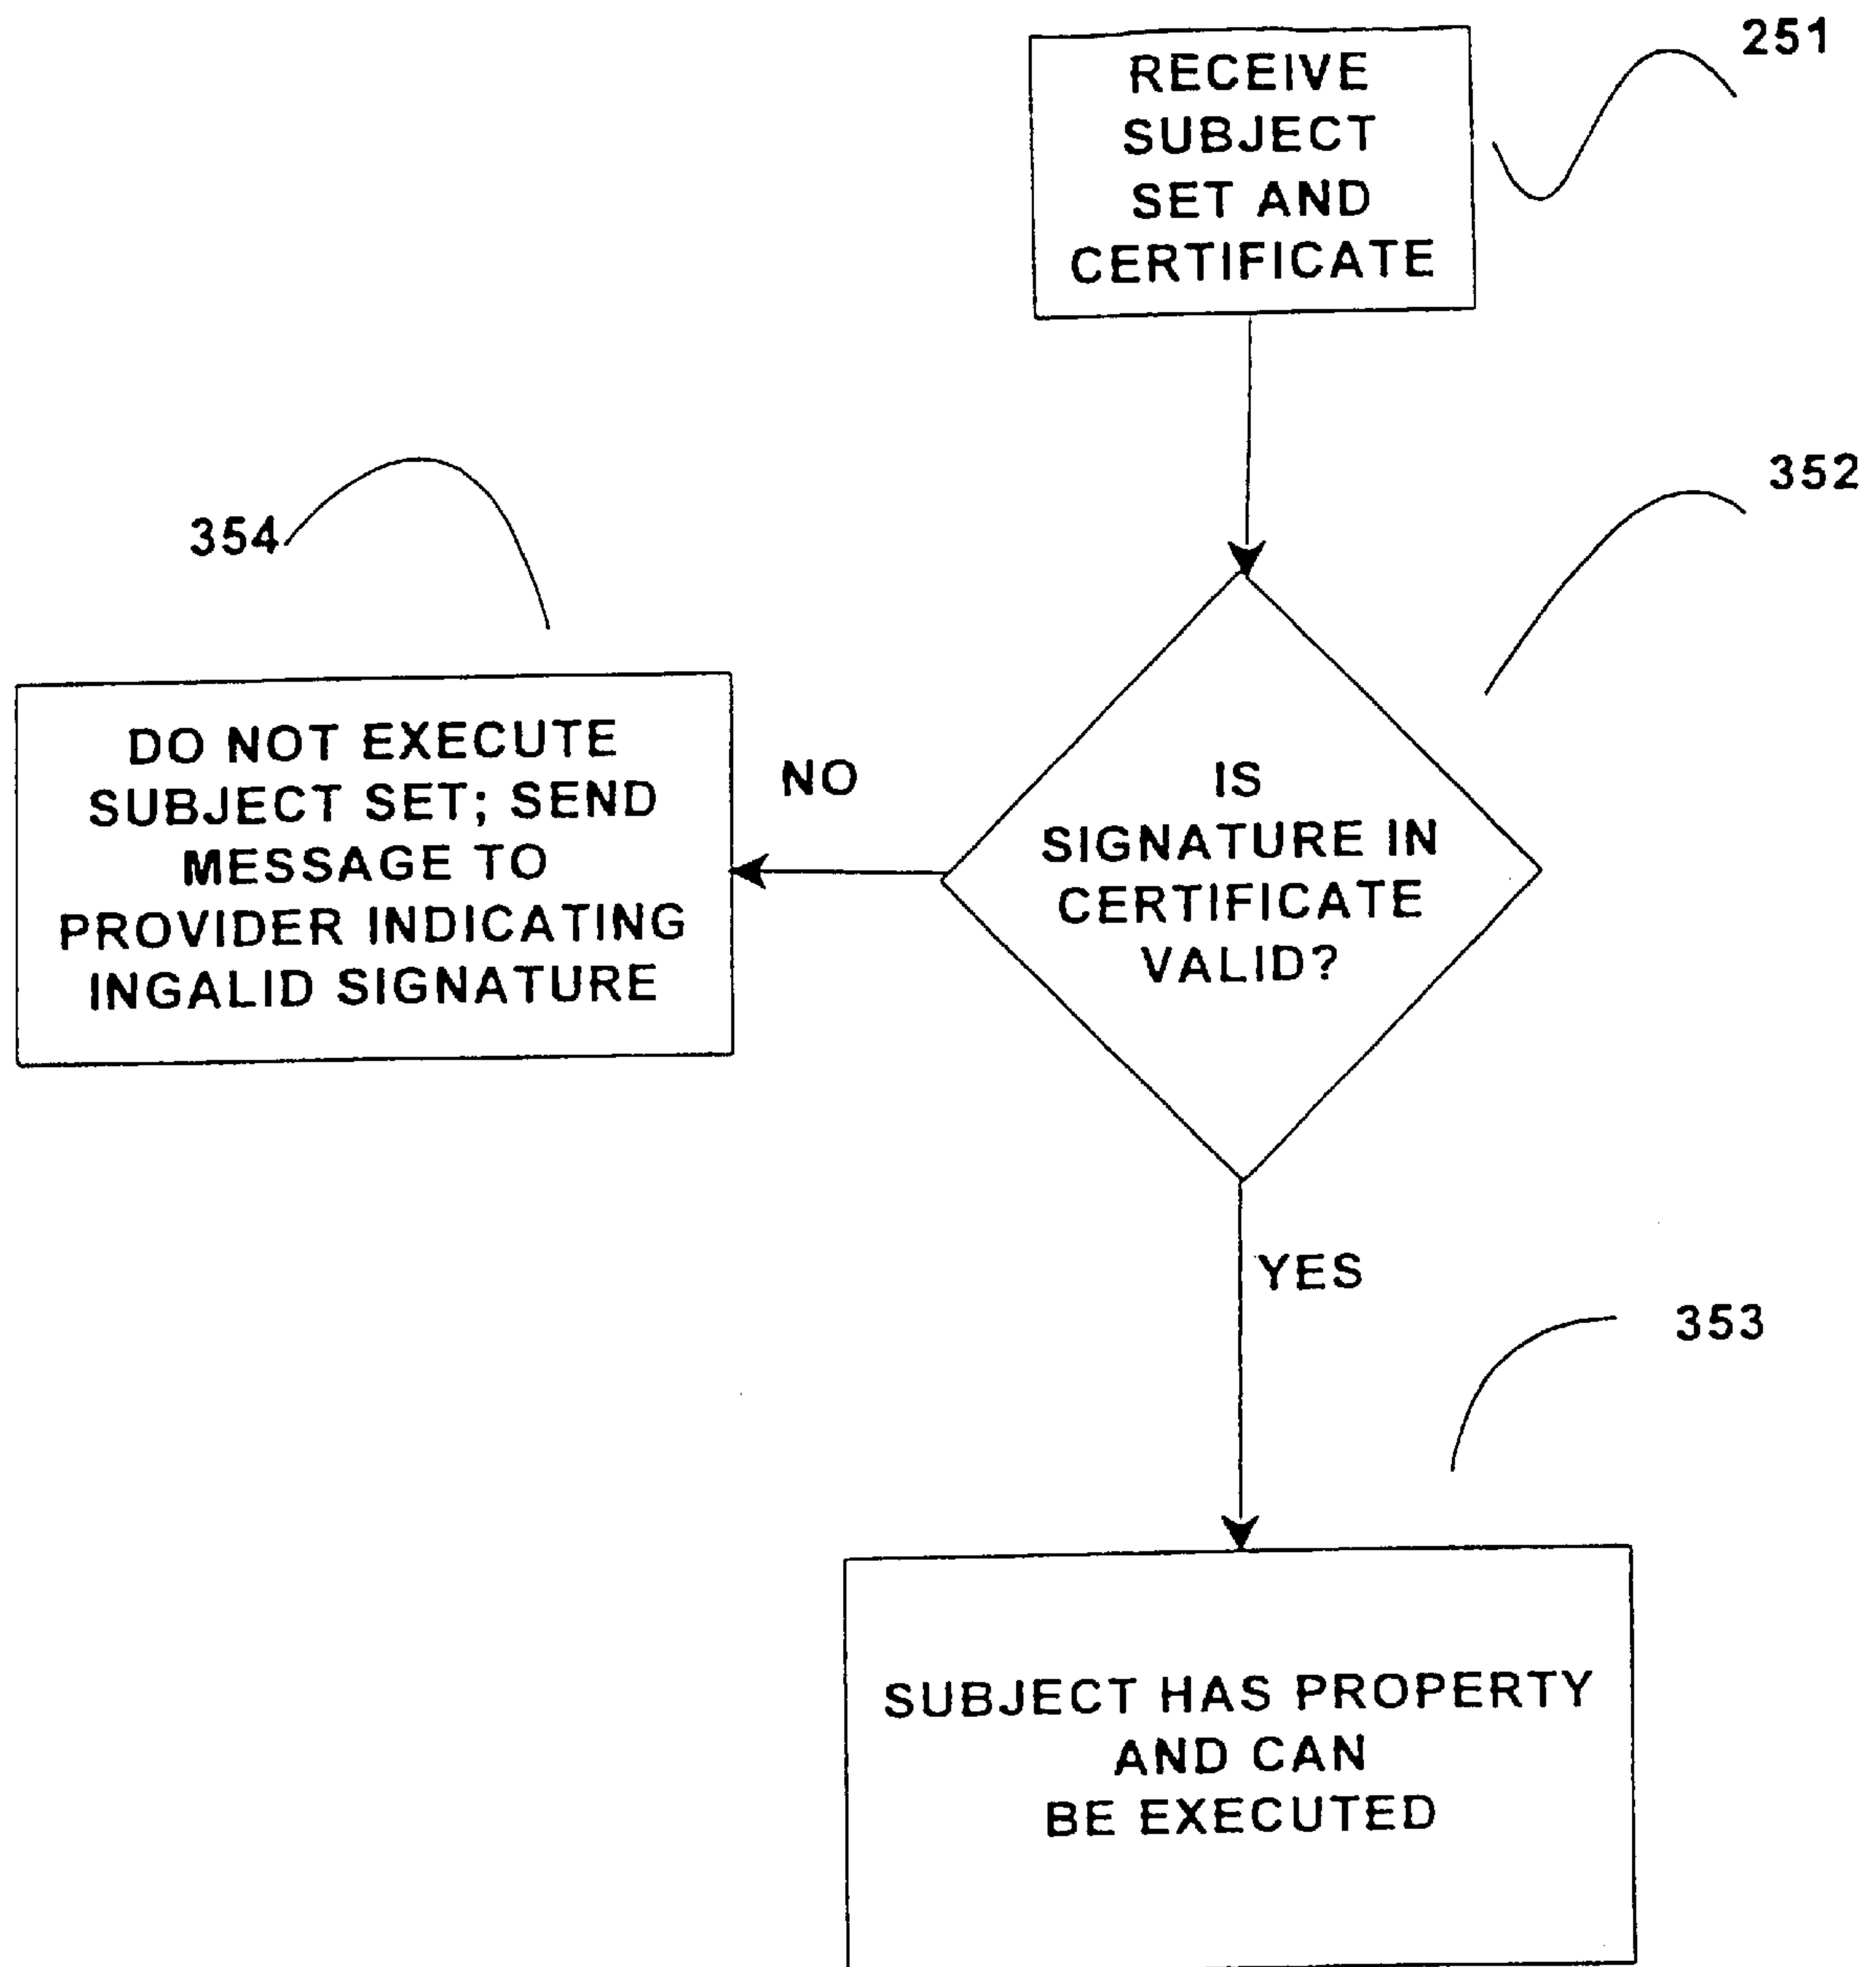 RECEIVE
SUBJECT
SET AND
CERTIFICATE
251
352
354
DO NOT EXECUTE
SUBJECT SET; SEND
MESSAGE TO
PROVIDER INDICATING
INGALID SIGNATURE
NO
IS
SIGNATURE IN
CERTIFICATE
VALID?
YES
353
SUBJECT HAS PROPERTY
AND CAN
BE EXECUTED